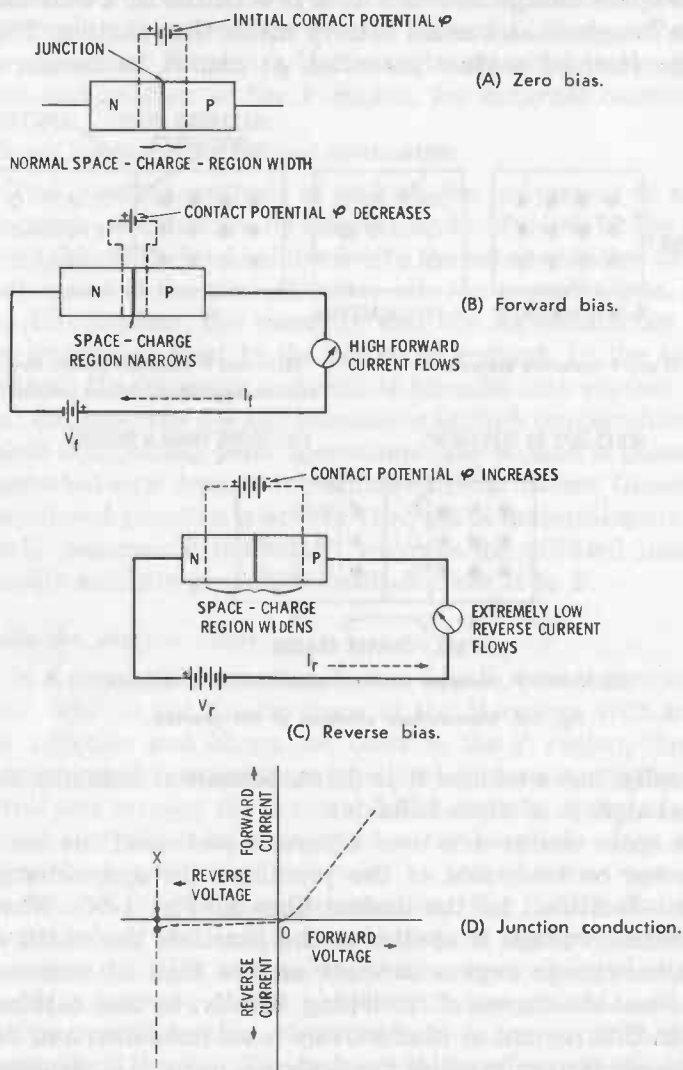 INITIAL CONTACT POTENTIAL φ
JUNCTION
N P
(A) Zero bias.
NORMAL SPACE - CHARGE - REGION WIDTH
CONTACT POTENTIAL φ DECREASES
N P
(B) Forward bias.
SPACE - CHARGE
REGION NARROWS
HIGH FORWARD
CURRENT FLOWS
If
Vf
CONTACT POTENTIAL φ INCREASES
N P
SPACE - CHARGE
REGION WIDENS
EXTREMELY LOW
REVERSE CURRENT
FLOWS
Ir
Vr
(C) Reverse bias.
FORWARD
CURRENT
X
REVERSE
VOLTAGE
0
FORWARD
VOLTAGE
(D) Junction conduction.
REVERSE
CURRENT